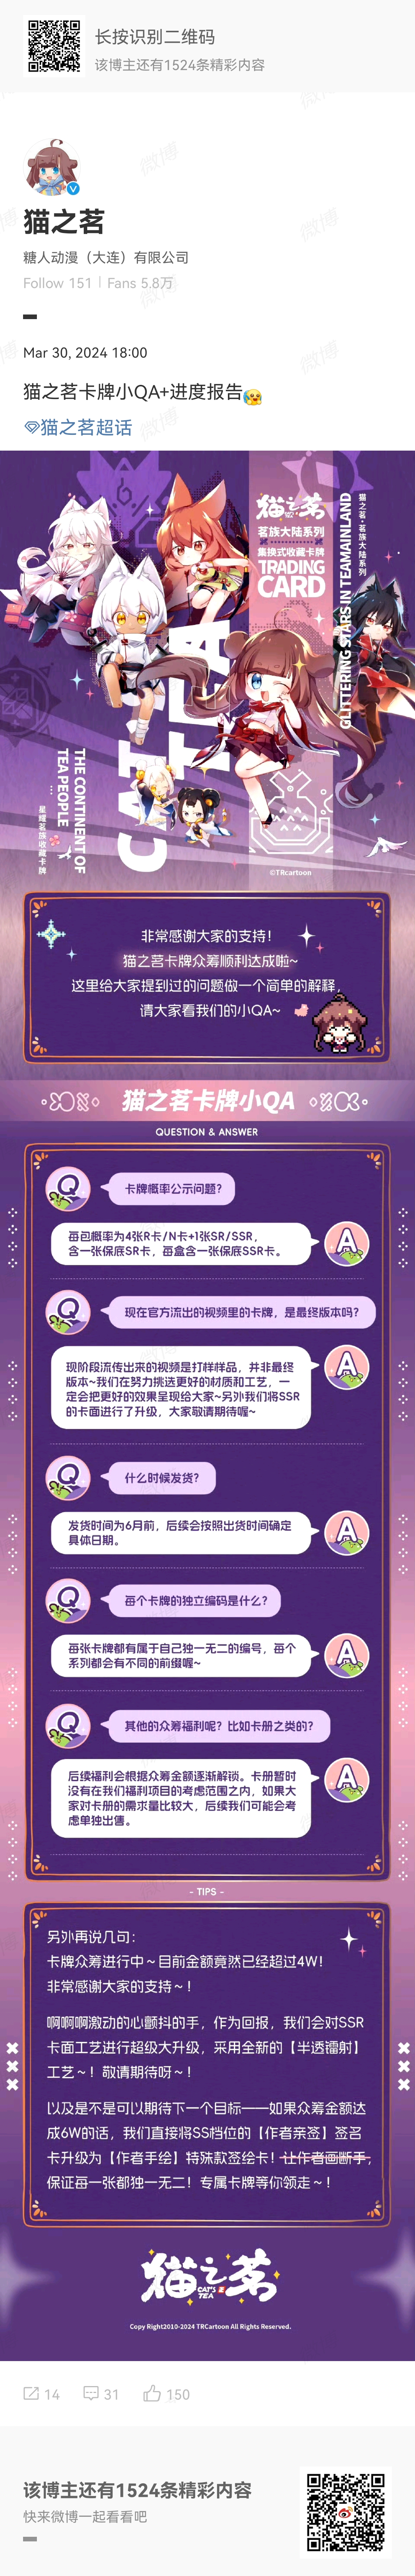 长按识别二维码
该博主还有1524条精彩内容
微博
猫之茗
糖人动漫（大连）有限公司
Follow 151 | Fans 5.8万
Mar 30, 2024 18:00
猫之茗卡牌小QA+进度报告
猫之茗超话
猫之茗
茗族大陆系列
集换式收藏卡牌
TRADING
CARD
猫之茗·茗族大陆系列
GLITTERING STARS IN TEAMAINLAND
CAT TEA
THE CONTINENT OF
TEA PEOPLE
星耀茗族收藏卡牌
©TRcartoon
非常感谢大家的支持！
猫之茗卡牌众筹顺利达成啦~
这里给大家提到过的问题做一个简单的解释，
请大家看我们的小QA~
猫之茗卡牌小QA
QUESTION & ANSWER
Q
卡牌概率公示问题？
每包概率为4张R卡/N卡+1张SR/SSR，
含一张保底SR卡，每盒含一张保底SSR卡。
A
Q
现在官方流出的视频里的卡牌，是最终版本吗？
现阶段流传出来的视频是打样样品，并非最终
版本~我们在努力挑选更好的材质和工艺，一
定会把更好的效果呈现给大家~另外我们将SSR
的卡面进行了升级，大家敬请期待喔~
A
Q
什么时候发货？
发货时间为6月前，后续会按照出货时间确定
具体日期。
A
Q
每个卡牌的独立编码是什么？
每张卡牌都有属于自己独一无二的编号，每个
系列都会有不同的前缀喔~
A
Q
其他的众筹福利呢？比如卡册之类的？
后续福利会根据众筹金额逐渐解锁。卡册暂时
没有在我们福利项目的考虑范围之内，如果大
家对卡册的需求量比较大，后续我们可能会考
虑单独出售。
A
- TIPS -
另外再说几句：
卡牌众筹进行中~目前金额竟然已经超过4W！
非常感谢大家的支持~！
啊啊啊激动的心颤抖的手，作为回报，我们会对SSR
卡面工艺进行超级大升级，采用全新的【半透镭射】
工艺~！敬请期待呀~！
以及是不是可以期待下一个目标——如果众筹金额达
成6W的话，我们直接将SS档位的【作者亲签】签名
卡升级为【作者手绘】特殊款签绘卡！让作者画断手，
保证每一张都独一无二！专属卡牌等你领走~！
猫之茗
CAT'S TEA
Copy Right2010-2024 TRCartoon All Rights Reserved.
14 31 150
该博主还有1524条精彩内容
快来微博一起看看吧